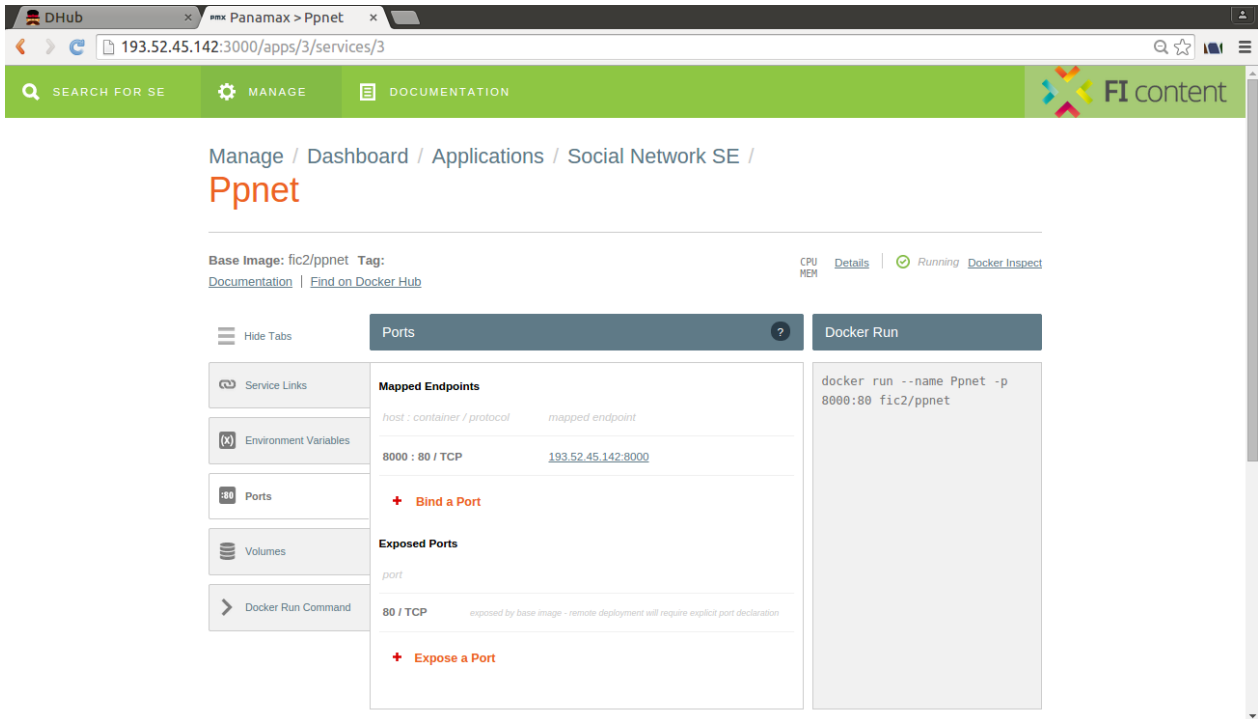 DHub ×
pmx Panamax > Ppnet ×
193.52.45.142:3000/apps/3/services/3
SEARCH FOR SE MANAGE DOCUMENTATION FI content
Manage / Dashboard / Applications / Social Network SE /
Ppnet
Base Image: fic2/ppnet Tag:
Documentation | Find on Docker Hub
CPU
MEM
Details Running Docker Inspect
Hide Tabs
Service Links
(x) Environment Variables
:80 Ports
Volumes
Docker Run Command
Ports ?
Mapped Endpoints
host : container / protocol mapped endpoint
8000 : 80 / TCP 193.52.45.142:8000
+ Bind a Port
Exposed Ports
port
80 / TCP exposed by base image - remote deployment will require explicit port declaration
+ Expose a Port
Docker Run
docker run --name Ppnet -p
8000:80 fic2/ppnet